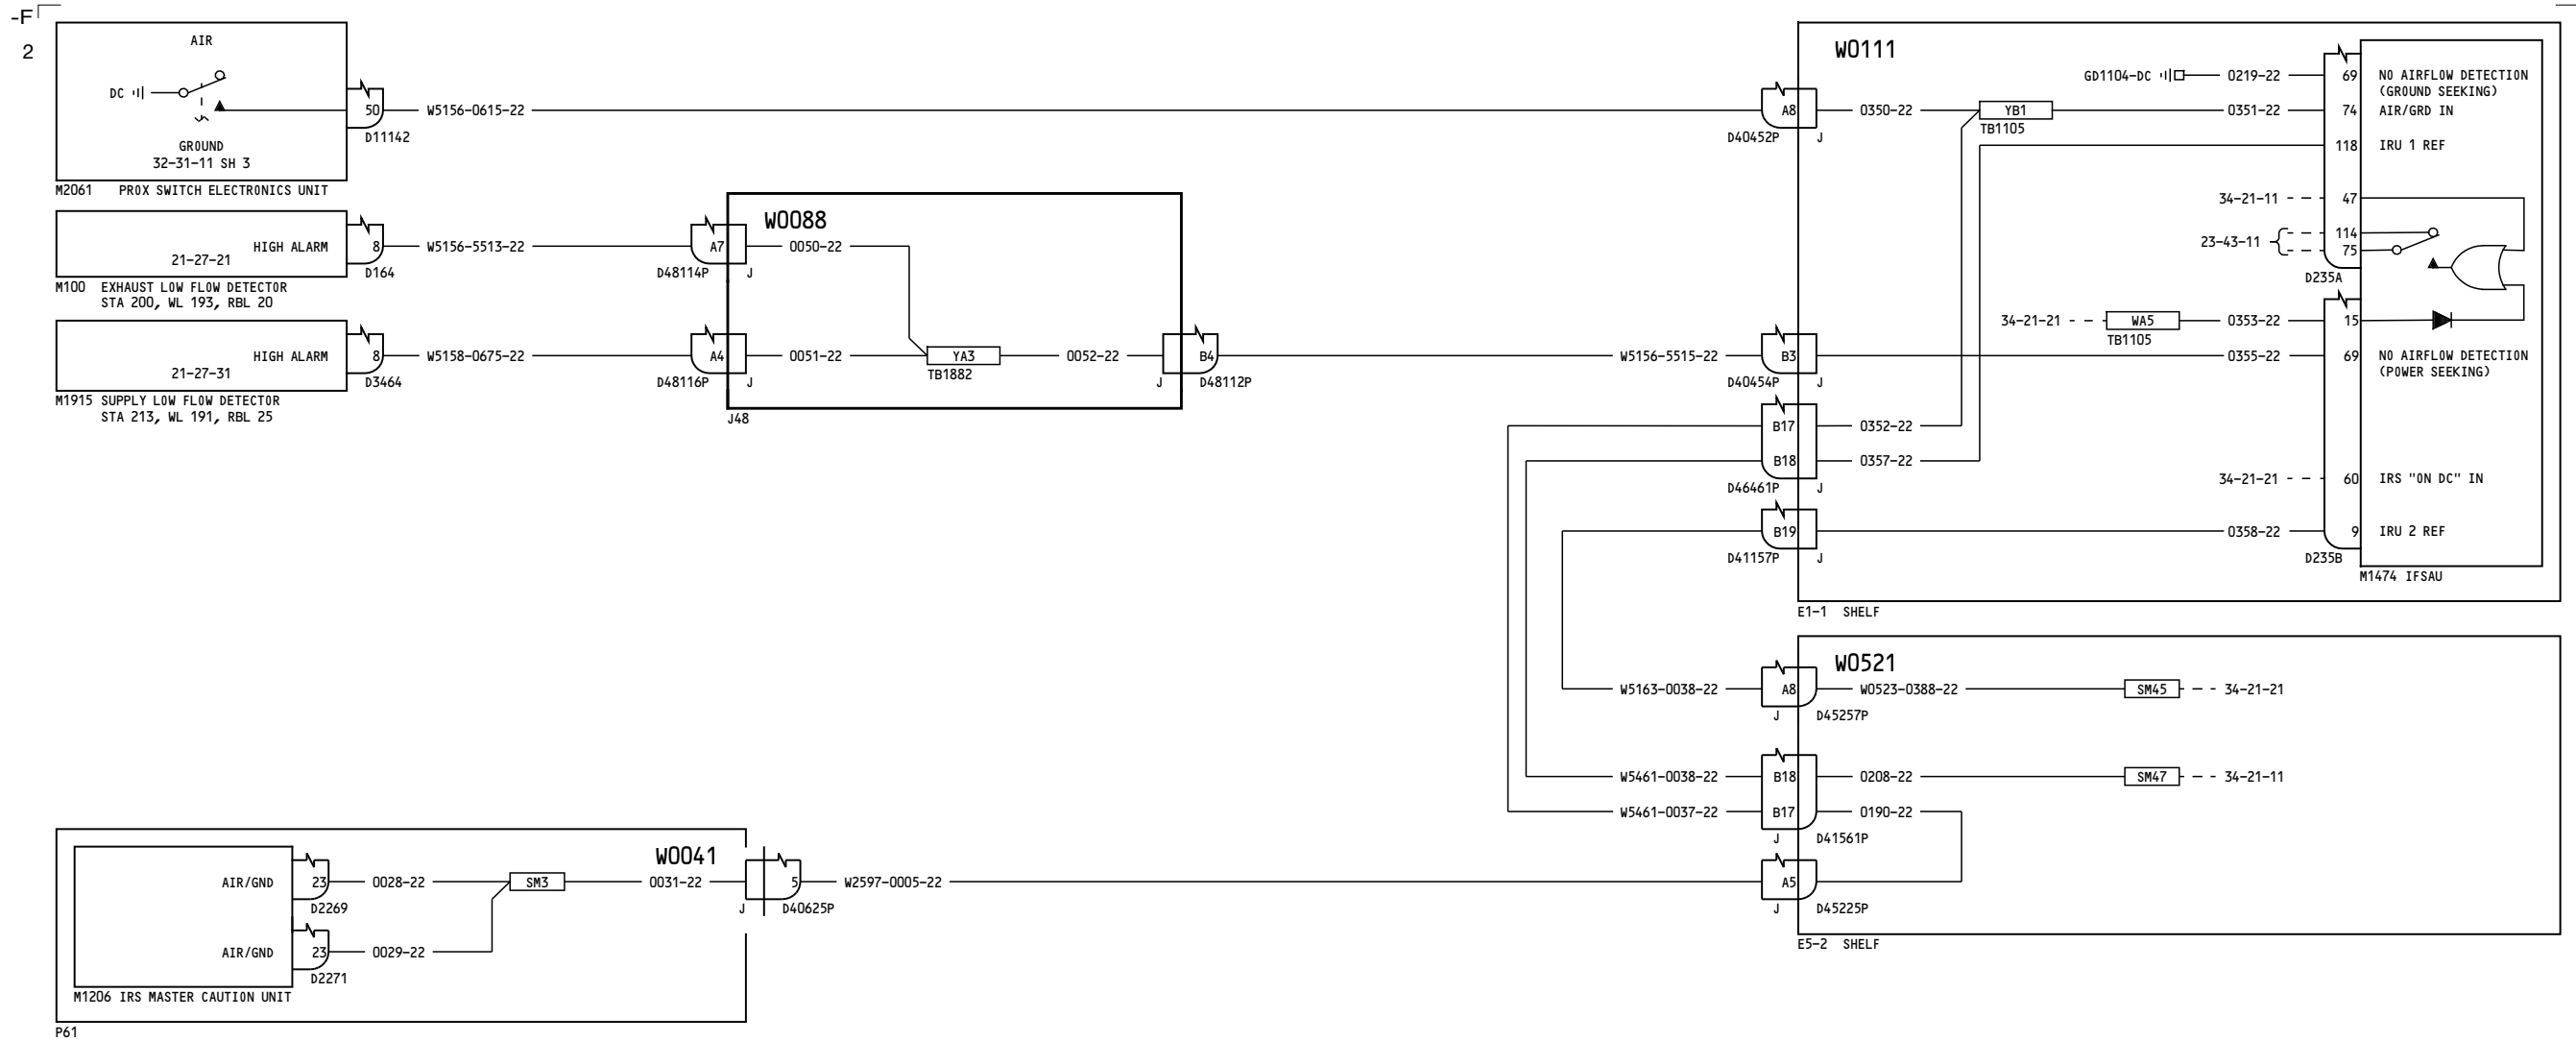 -F
2
AIR
DC
GROUND
32-31-11 SH 3
50
D11142
M2061 PROX SWITCH ELECTRONICS UNIT
W5156-0615-22
HIGH ALARM
21-27-21
8
D164
M100 EXHAUST LOW FLOW DETECTOR
STA 200, WL 193, RBL 20
W5156-5513-22
HIGH ALARM
21-27-31
8
D3464
M1915 SUPPLY LOW FLOW DETECTOR
STA 213, WL 191, RBL 25
W5158-0675-22
W0088
A7
D48114P
J
0050-22
A4
D48116P
J
0051-22
YA3
TB1882
0052-22
J
B4
D48112P
J48
W5156-5515-22
W0111
A8
D40452P
J
0350-22
YB1
TB1105
0351-22
GD1104-DC
0219-22
69
NO AIRFLOW DETECTION
(GROUND SEEKING)
74
AIR/GRD IN
118
IRU 1 REF
34-21-11
47
23-43-11
114
75
D235A
34-21-21
WA5
TB1105
0353-22
15
B3
D40454P
J
0355-22
69
NO AIRFLOW DETECTION
(POWER SEEKING)
B17
0352-22
B18
0357-22
D46461P
J
34-21-21
60
IRS "ON DC" IN
B19
D41157P
J
0358-22
9
IRU 2 REF
D235B
M1474 IFSAU
E1-1 SHELF
W0521
W5163-0038-22
A8
J
D45257P
W0523-0388-22
SM45
34-21-21
W5461-0038-22
B18
0208-22
SM47
34-21-11
W5461-0037-22
B17
0190-22
J
D41561P
A5
J
D45225P
E5-2 SHELF
W0041
AIR/GND
23
D2269
0028-22
SM3
0031-22
J
5
D40625P
W2597-0005-22
AIR/GND
23
D2271
0029-22
M1206 IRS MASTER CAUTION UNIT
P61